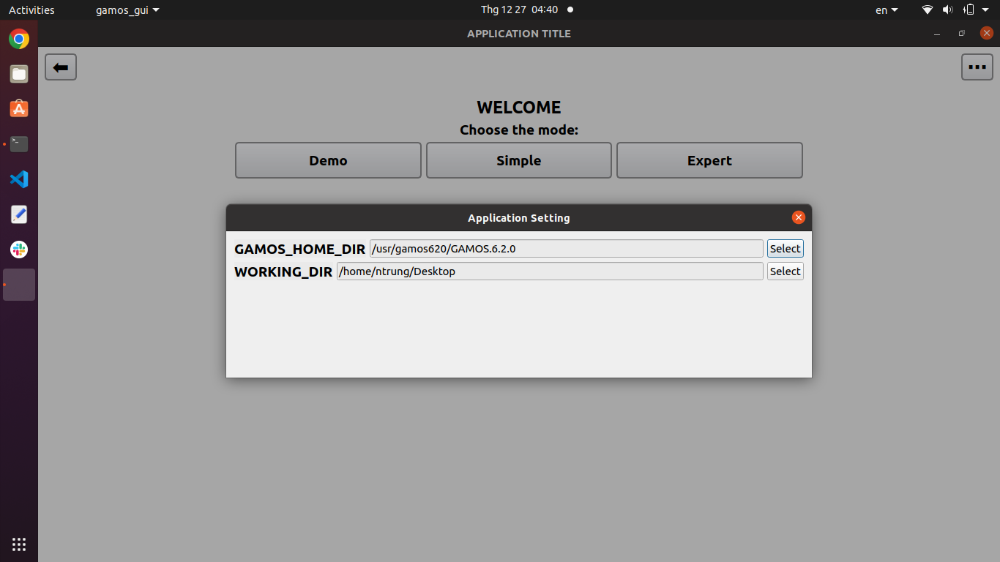 Activities gamos_gui Thg 12 27 04:40 en
APPLICATION TITLE
WELCOME
Choose the mode:
Demo Simple Expert
Application Setting
GAMOS_HOME_DIR /usr/gamos620/GAMOS.6.2.0 Select
WORKING_DIR /home/ntrung/Desktop Select